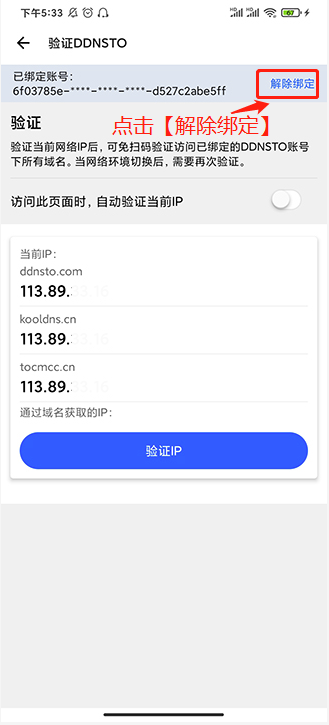 下午5:33
HD HD 67
验证DDNSTO
已绑定账号:
6f03785e-****-****-****-d527c2abe5ff
解除绑定
点击【解除绑定】
验证
验证当前网络IP后,可免扫码验证访问已绑定的DDNSTO账号
下所有域名。当网络环境切换后,需要再次验证。
访问此页面时,自动验证当前IP
当前IP:
ddnsto.com
113.89.
kooldns.cn
113.89.
tocmcc.cn
113.89.
通过域名获取的IP:
验证IP